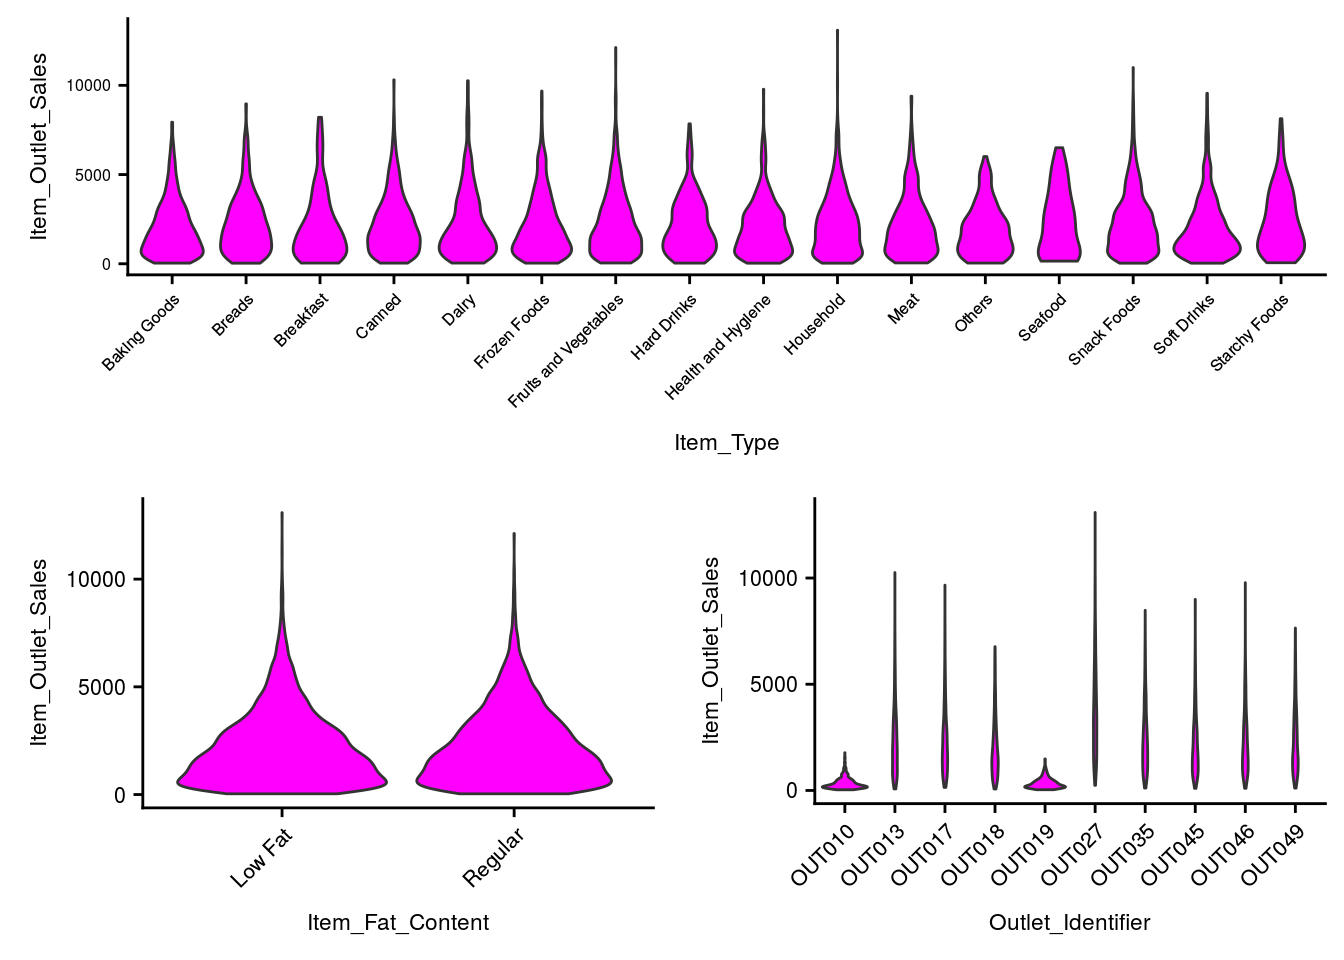 Item_Outlet_Sales
10000
5000
0
Baking Goods
Breads
Breakfast
Canned
Dairy
Frozen Foods
Fruits and Vegetables
Hard Drinks
Health and Hygiene
Household
Meat
Others
Seafood
Snack Foods
Soft Drinks
Starchy Foods
Item_Type
Item_Outlet_Sales
10000
5000
0
Low Fat
Regular
Item_Fat_Content
Item_Outlet_Sales
10000
5000
0
OUT010
OUT013
OUT017
OUT018
OUT019
OUT027
OUT035
OUT045
OUT046
OUT049
Outlet_Identifier